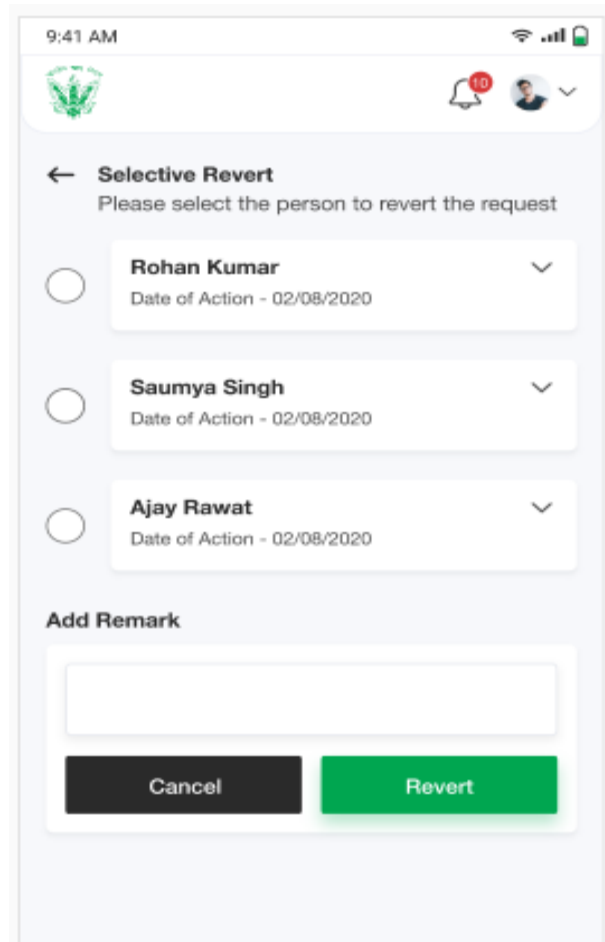 9:41 AM
10
Selective Revert
Please select the person to revert the request
Rohan Kumar
Date of Action - 02/08/2020
Saumya Singh
Date of Action - 02/08/2020
Ajay Rawat
Date of Action - 02/08/2020
Add Remark
Cancel
Revert